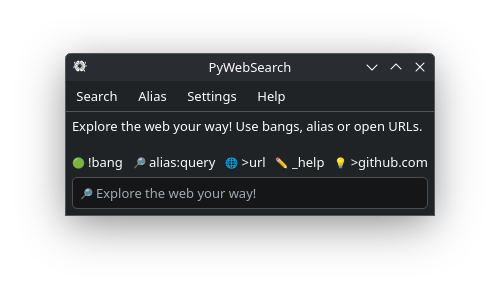 PyWebSearch
Search Alias Settings Help
Explore the web your way! Use bangs, alias or open URLs.
!bang alias:query >url _help >github.com
Explore the web your way!